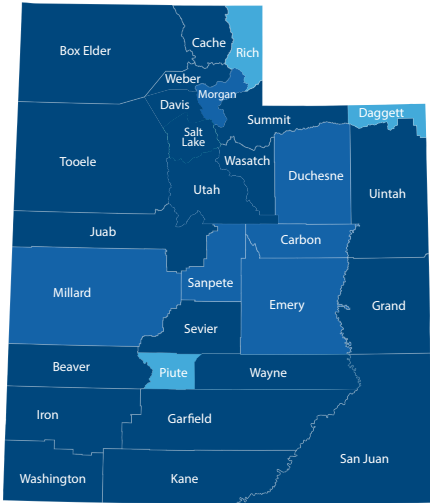 Box Elder
Cache
Rich
Weber
Morgan
Davis
Daggett
Summit
Salt
Lake
Tooele
Wasatch
Duchesne
Utah
Uintah
Juab
Carbon
Sanpete
Millard
Emery
Grand
Sevier
Beaver
Piute
Wayne
Iron
Garfield
San Juan
Washington
Kane